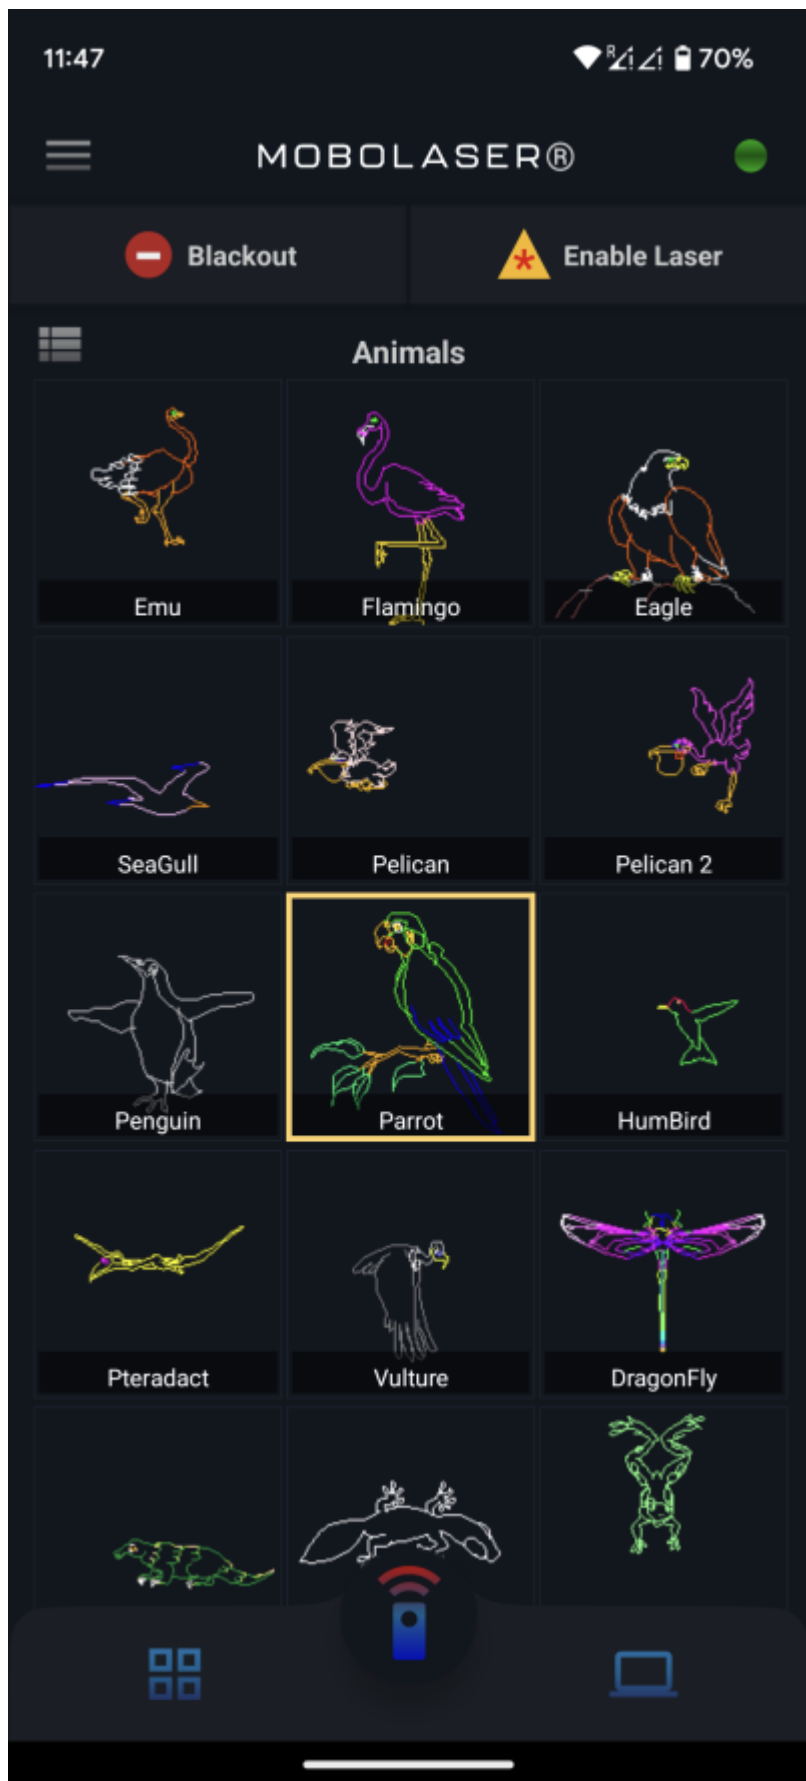 11:47 R 70%
MOBOLASER®
Blackout Enable Laser
Animals
Emu Flamingo Eagle
SeaGull Pelican Pelican 2
Penguin Parrot HumBird
Pteradact Vulture DragonFly